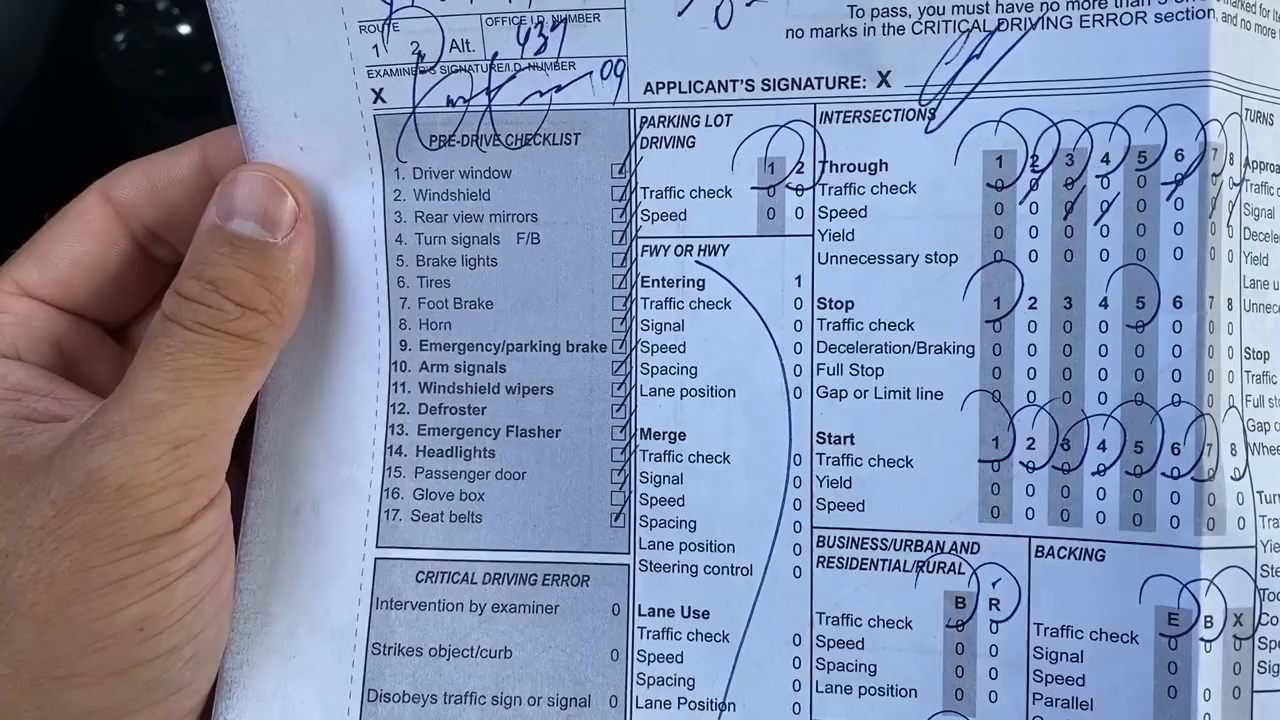 To pass, you must have no more than
no marks in the CRITICAL DRIVING ERROR section, and no more
marked for
ROUTE
1 2 Alt.
OFFICE I.D. NUMBER
439
EXAMINER'S SIGNATURE/I.D. NUMBER
X 09
APPLICANT'S SIGNATURE: X
PRE-DRIVE CHECKLIST
1. Driver window
2. Windshield
3. Rear view mirrors
4. Turn signals F/B
5. Brake lights
6. Tires
7. Foot Brake
8. Horn
9. Emergency/parking brake
10. Arm signals
11. Windshield wipers
12. Defroster
13. Emergency Flasher
14. Headlights
15. Passenger door
16. Glove box
17. Seat belts
CRITICAL DRIVING ERROR
Intervention by examiner 0
Strikes object/curb 0
Disobeys traffic sign or signal 0
PARKING LOT
DRIVING
1 2
Traffic check 0 0
Speed 0 0
FWY OR HWY
Entering 1
Traffic check 0
Signal 0
Speed 0
Spacing 0
Lane position 0
Merge
Traffic check 0
Signal 0
Speed 0
Spacing 0
Lane position 0
Steering control 0
Lane Use
Traffic check 0
Speed 0
Spacing 0
Lane Position 0
INTERSECTIONS
Through 1 2 3 4 5 6 7 8
Traffic check 0 0 0 0 0 0 0 0
Speed 0 0 0 0 0 0 0 0
Yield 0 0 0 0 0 0 0 0
Unnecessary stop 0 0 0 0 0 0 0 0
Stop 1 2 3 4 5 6 7 8
Traffic check 0 0 0 0 0 0 0 0
Deceleration/Braking 0 0 0 0 0 0 0 0
Full Stop 0 0 0 0 0 0 0 0
Gap or Limit line 0 0 0 0 0 0 0 0
Start 1 2 3 4 5 6 7 8
Traffic check 0 0 0 0 0 0 0 0
Yield 0 0 0 0 0 0 0 0
Speed 0 0 0 0 0 0 0 0
BUSINESS/URBAN AND
RESIDENTIAL/RURAL
B R
Traffic check 0 0
Speed 0 0
Spacing 0 0
Lane position 0 0
BACKING
E B X
Traffic check 0 0 0
Signal 0
Speed 0
Parallel 0 0
TURNS
Traffic
Signal
Yield
Stop
Traffic